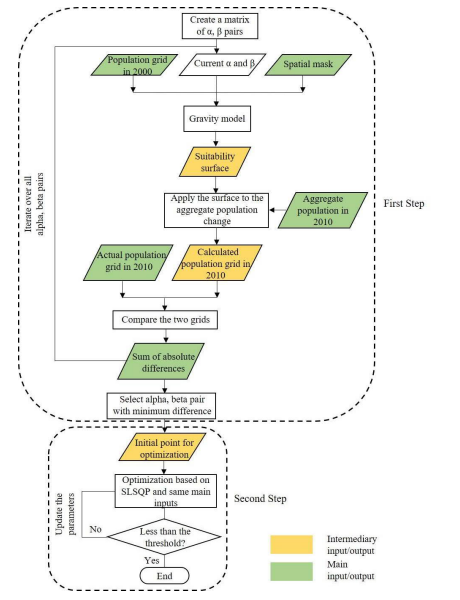 Create a matrix
of α, β pairs
Population grid
in 2000
Current α and β
Spatial mask
Gravity model
Suitability
surface
Apply the surface to the
aggregate population
change
Aggregate
population in
2010
First Step
Iterate over all
alpha, beta pairs
Actual population
grid in 2010
Calculated
population grid in
2010
Compare the two grids
Sum of absolute
differences
Select alpha, beta pair
with minimum difference
Initial point for
optimization
Optimization based on
SLSQP and same main
inputs
Second Step
Update the
parameters
No
Less than the
threshold?
Yes
End
Intermediary
input/output
Main
input/output